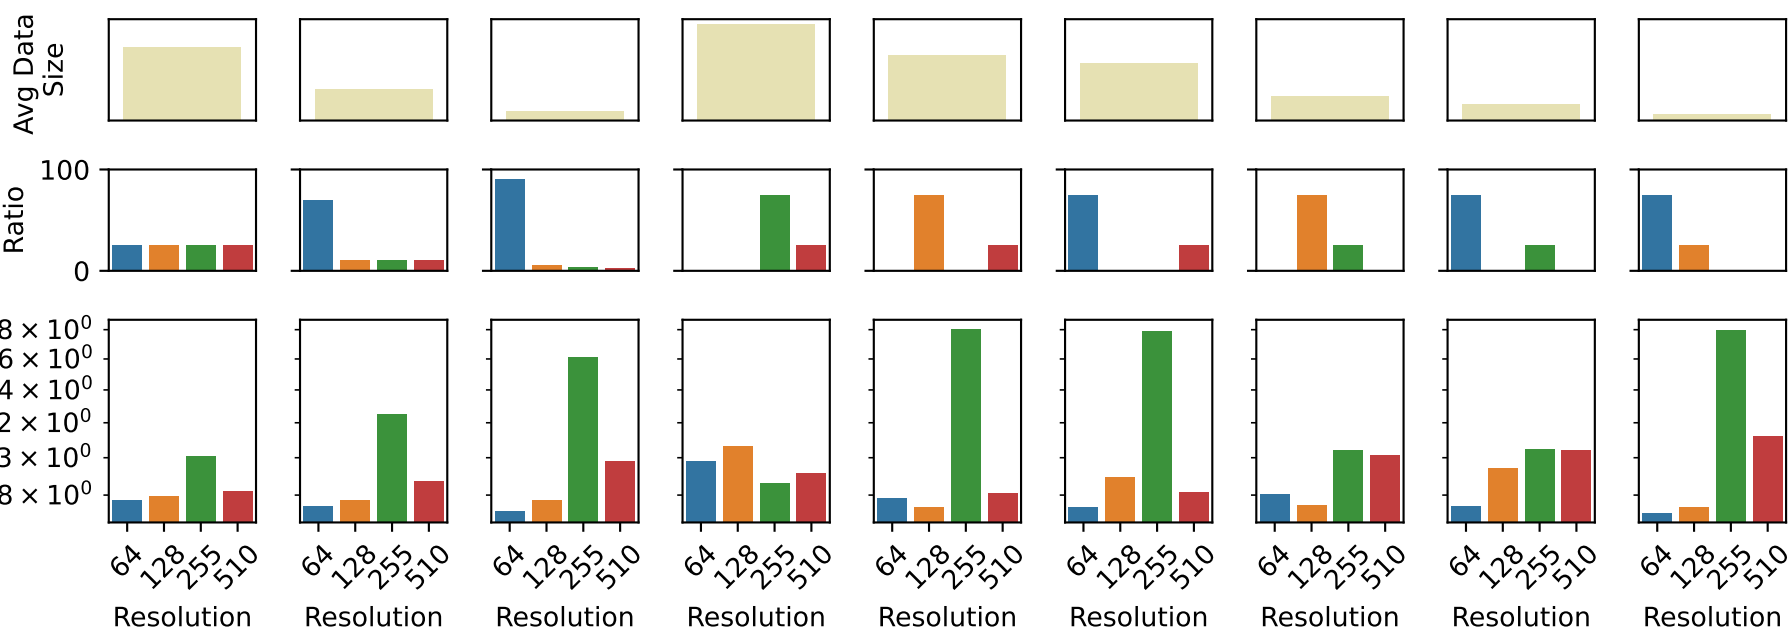 Avg Data
Size
Ratio
100
0
8 × 10⁰
6 × 10⁰
4 × 10⁰
2 × 10⁰
3 × 10⁰
8 × 10⁰
64 128 255 510 64 128 255 510 64 128 255 510 64 128 255 510 64 128 255 510 64 128 255 510 64 128 255 510 64 128 255 510 64 128 255 510
Resolution Resolution Resolution Resolution Resolution Resolution Resolution Resolution Resolution